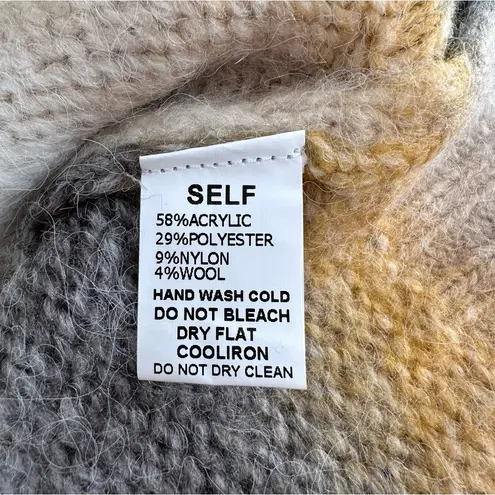 SELF
58%ACRYLIC
29%POLYESTER
9%NYLON
4%WOOL
HAND WASH COLD
DO NOT BLEACH
DRY FLAT
COOLIRON
DO NOT DRY CLEAN